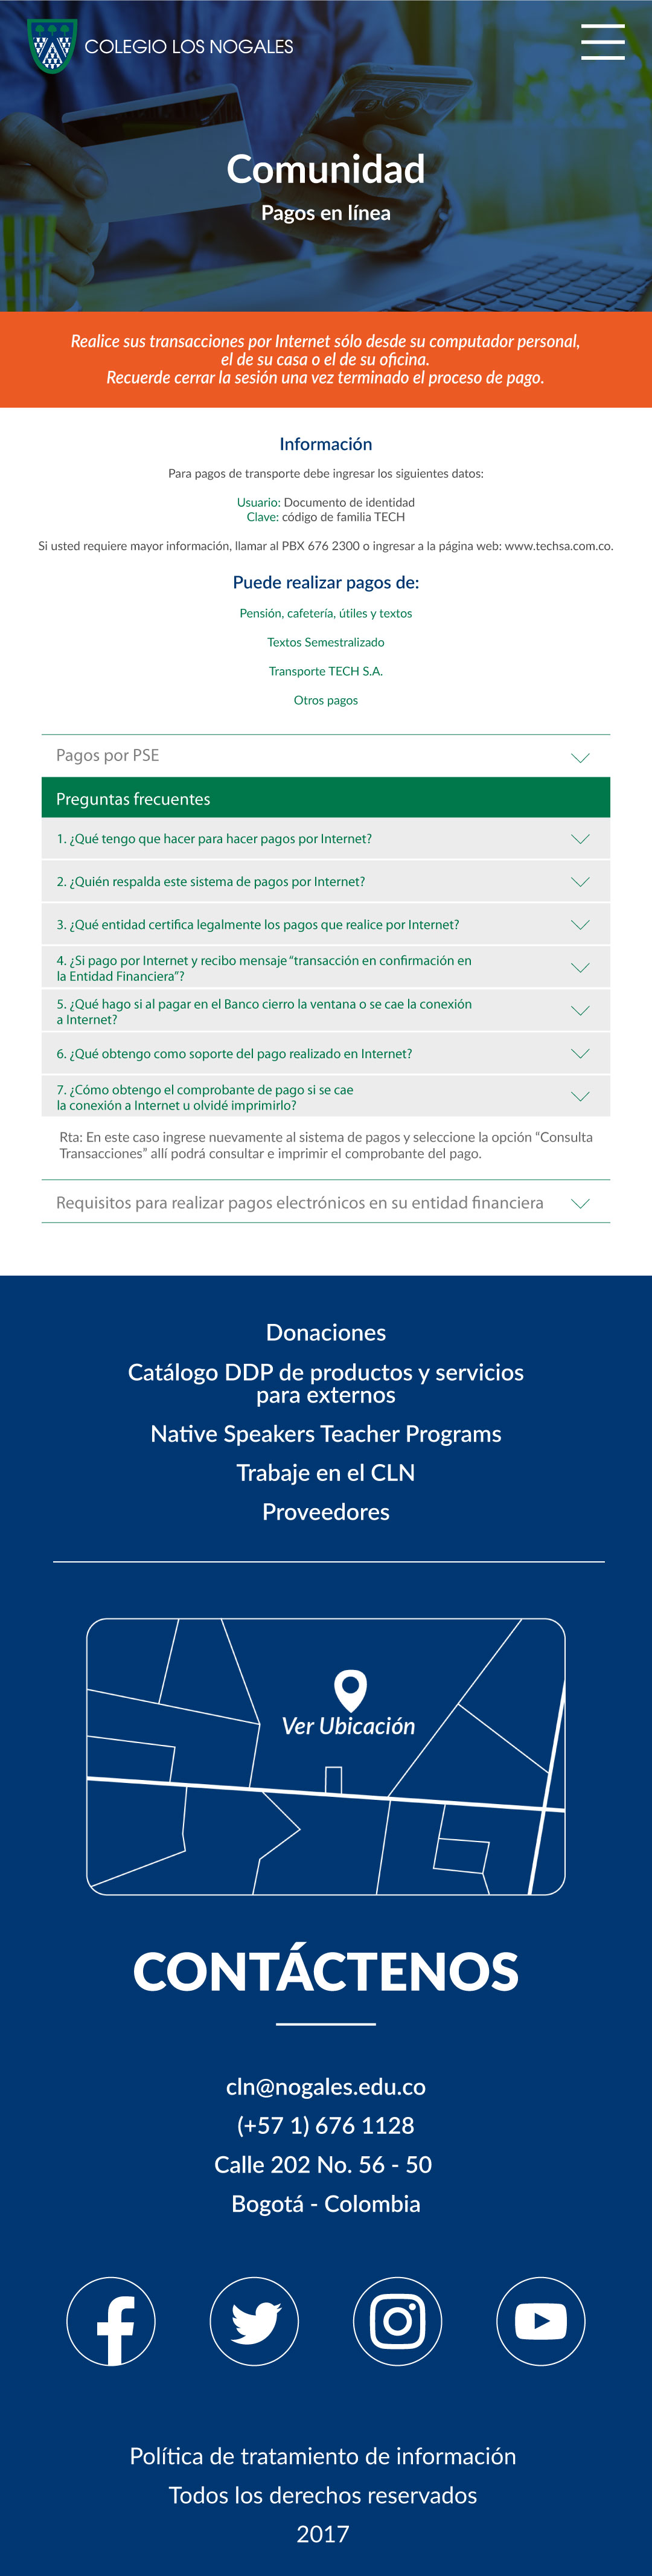 COLEGIO LOS NOGALES
Comunidad
Pagos en línea
Realice sus transacciones por Internet sólo desde su computador personal,
el de su casa o el de su oficina.
Recuerde cerrar la sesión una vez terminado el proceso de pago.
Información
Para pagos de transporte debe ingresar los siguientes datos:
Usuario: Documento de identidad
Clave: código de familia TECH
Si usted requiere mayor información, llamar al PBX 676 2300 o ingresar a la página web: www.techsa.com.co.
Puede realizar pagos de:
Pensión, cafetería, útiles y textos
Textos Semestralizado
Transporte TECH S.A.
Otros pagos
Pagos por PSE
Preguntas frecuentes
1. ¿Qué tengo que hacer para hacer pagos por Internet?
2. ¿Quién respalda este sistema de pagos por Internet?
3. ¿Qué entidad certifica legalmente los pagos que realice por Internet?
4. ¿Si pago por Internet y recibo mensaje “transacción en confirmación en
la Entidad Financiera”?
5. ¿Qué hago si al pagar en el Banco cierro la ventana o se cae la conexión
a Internet?
6. ¿Qué obtengo como soporte del pago realizado en Internet?
7. ¿Cómo obtengo el comprobante de pago si se cae
la conexión a Internet u olvidé imprimirlo?
Rta: En este caso ingrese nuevamente al sistema de pagos y seleccione la opción “Consulta
Transacciones” allí podrá consultar e imprimir el comprobante del pago.
Requisitos para realizar pagos electrónicos en su entidad financiera
Donaciones
Catálogo DDP de productos y servicios
para externos
Native Speakers Teacher Programs
Trabaje en el CLN
Proveedores
Ver Ubicación
CONTÁCTENOS
cln@nogales.edu.co
(+57 1) 676 1128
Calle 202 No. 56 - 50
Bogotá - Colombia
Política de tratamiento de información
Todos los derechos reservados
2017